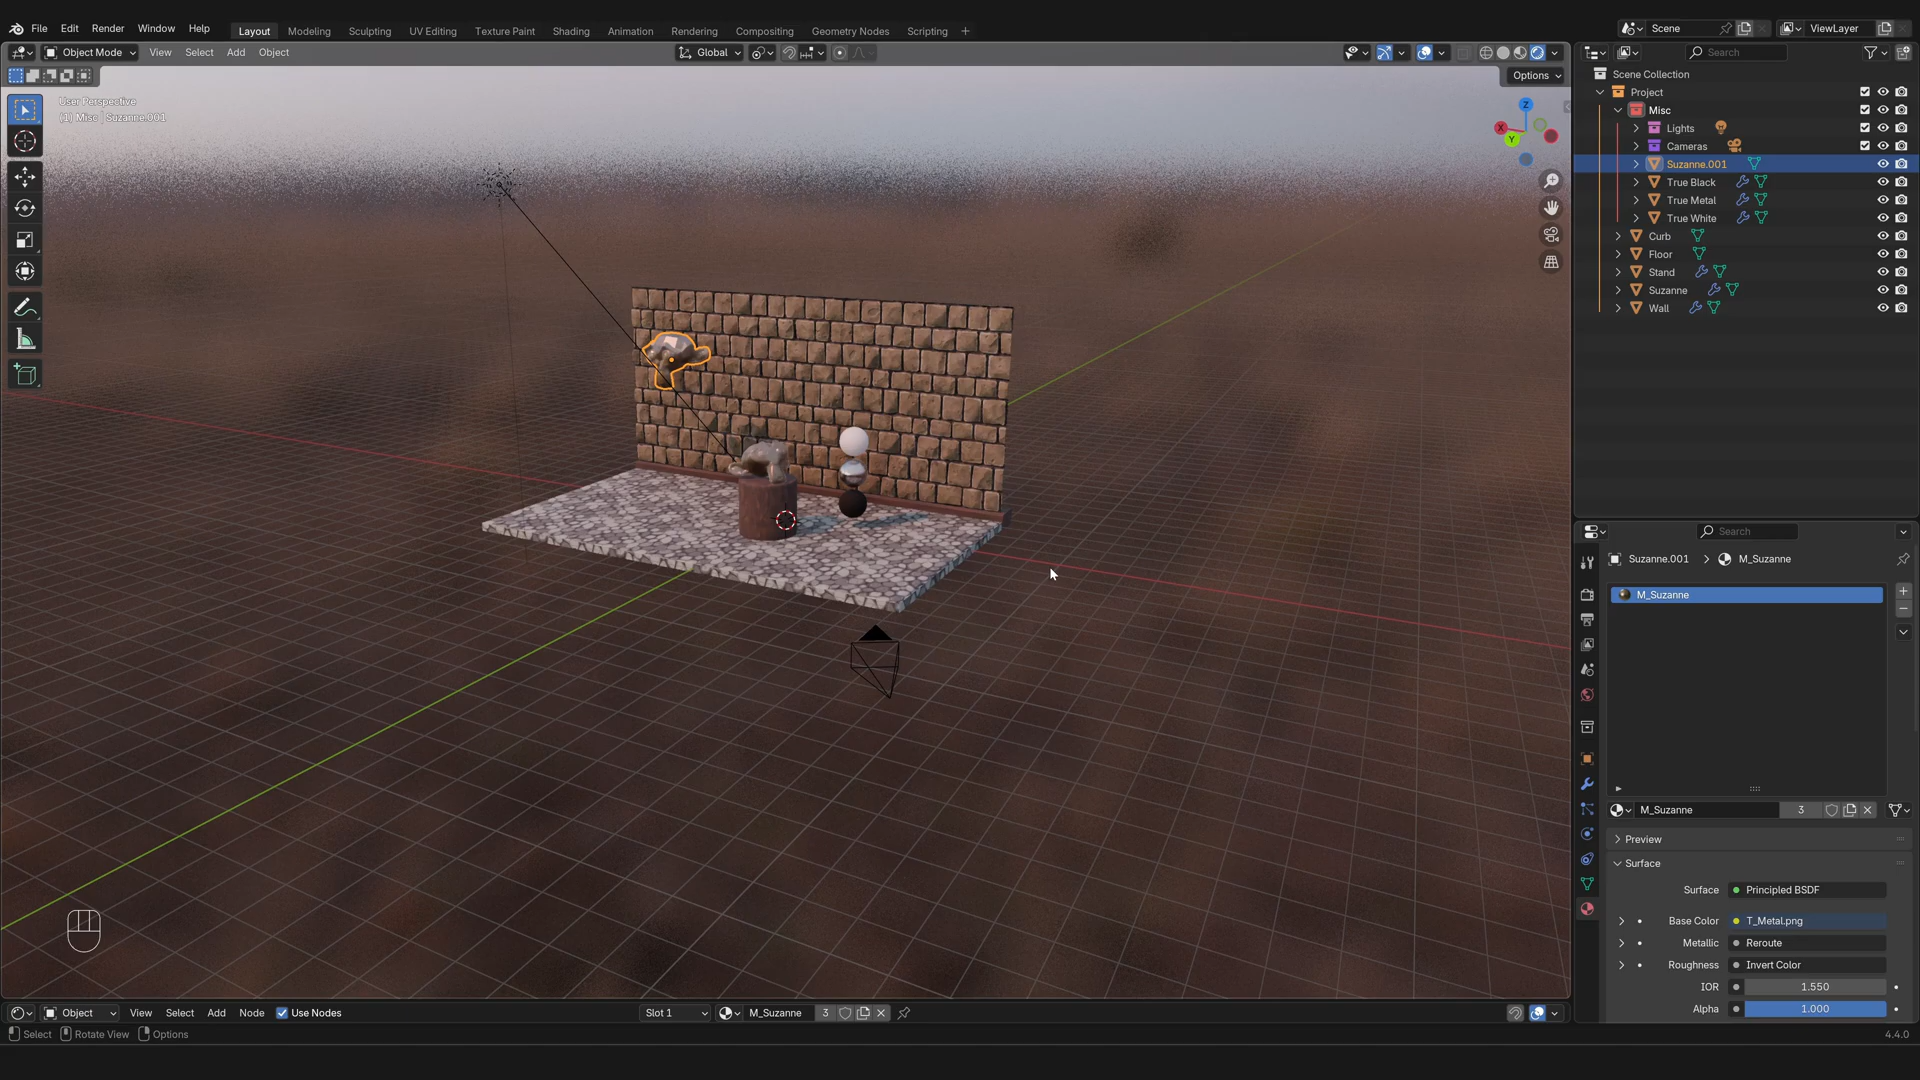 File Edit Render Window Help Layout Modeling Sculpting UV Editing Texture Paint Shading Animation Rendering Compositing Geometry Nodes Scripting + Scene ViewLayer
Object Mode View Select Add Object Global Search
Options
User Perspective
(1) Misc | Suzanne.001
Z
X
Y
Scene Collection
Project
Misc
Lights
Cameras
Suzanne.001
True Black
True Metal
True White
Curb
Floor
Stand
Suzanne
Wall
Search
Suzanne.001 > M_Suzanne
M_Suzanne
M_Suzanne 3
Preview
Surface
Surface Principled BSDF
Base Color T_Metal.png
Metallic Reroute
Roughness Invert Color
IOR 1.550
Alpha 1.000
Object View Select Add Node Use Nodes Slot 1 M_Suzanne 3
Select Rotate View Options 4.4.0